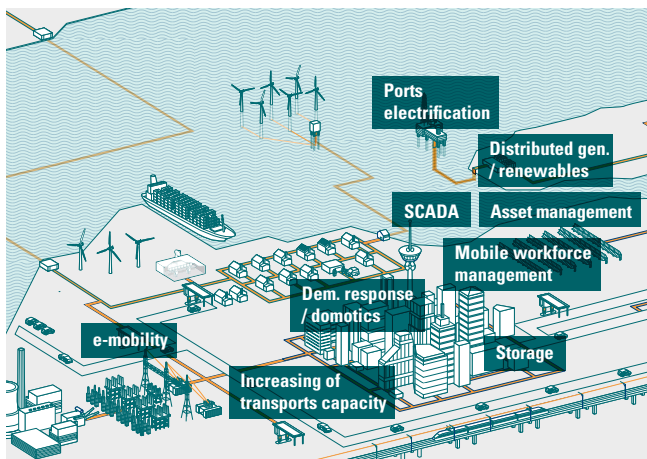 Ports
electrification
Distributed gen.
/ renewables
SCADA
Asset management
Mobile workforce
management
Dem. response
/ domotics
e-mobility
Storage
Increasing of
transports capacity